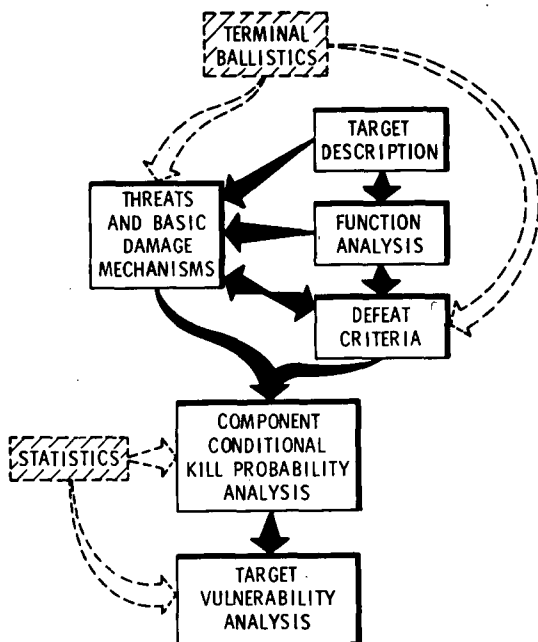 TERMINAL
BALLISTICS
TARGET
DESCRIPTION
THREATS
AND BASIC
DAMAGE
MECHANISMS
FUNCTION
ANALYSIS
DEFEAT
CRITERIA
COMPONENT
CONDITIONAL
KILL PROBABILITY
ANALYSIS
STATISTICS
TARGET
VULNERABILITY
ANALYSIS